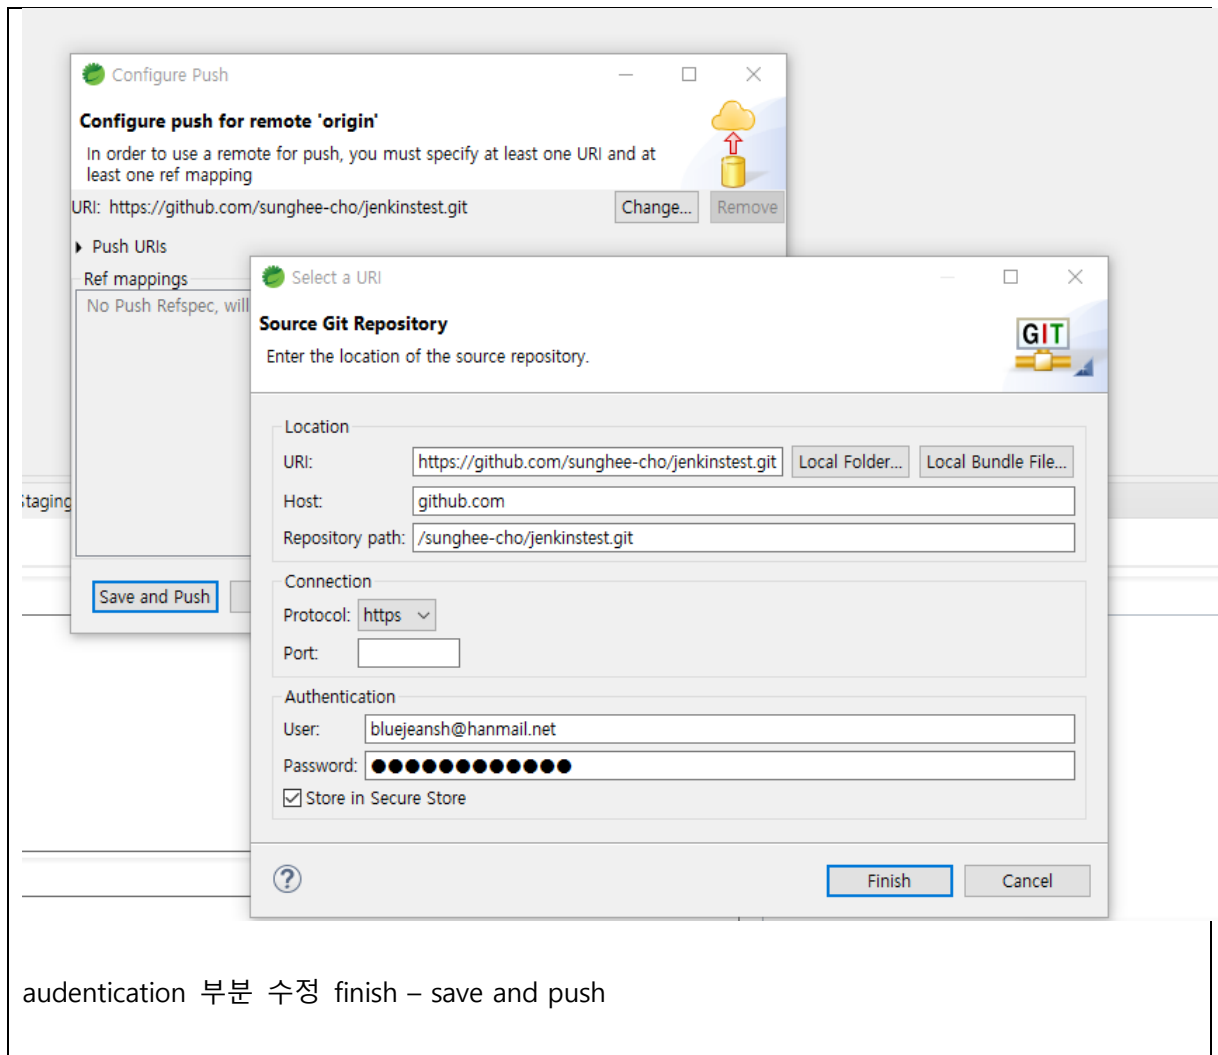 Configure Push
Configure push for remote 'origin'
In order to use a remote for push, you must specify at least one URI and at
least one ref mapping
URI: https://github.com/sunghee-cho/jenkinstest.git Change... Remove
Push URIs
Ref mappings
No Push Refspec, will
Select a URI
Source Git Repository
Enter the location of the source repository.
GIT
Location
URI: https://github.com/sunghee-cho/jenkinstest.git Local Folder... Local Bundle File...
Host: github.com
Repository path: /sunghee-cho/jenkinstest.git
Connection
Protocol: https
Port:
Authentication
User: bluejeansh@hanmail.net
Password: ●●●●●●●●●●●●
Store in Secure Store
Finish Cancel
taging
Save and Push
audentication 부분 수정 finish – save and push